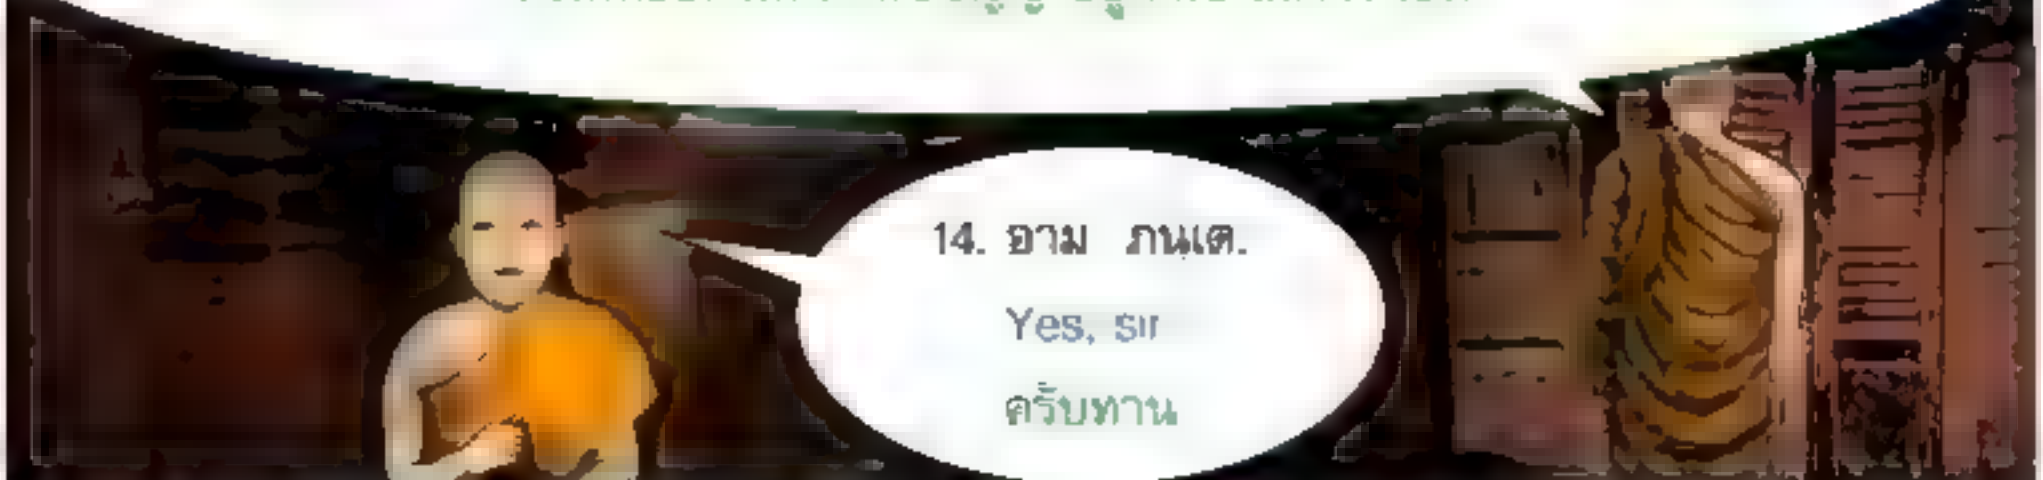 14. อาม ภนฺเต.
Yes, sir
ครับทาน